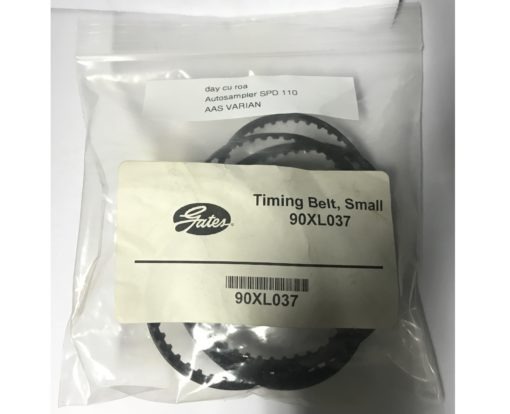 day cu roa
Autosampler SPD 110
AAS VARIAN
Gates
Timing Belt, Small
90XL037
90XL037